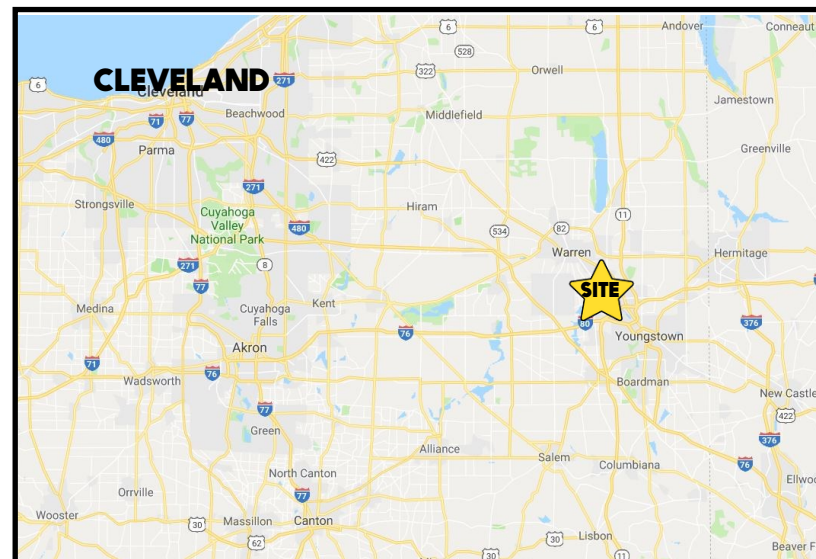 Andover
Conneaut
6
6
528
322
Orwell
CLEVELAND
Cleveland
271
6
Jamestown
Beachwood
Middlefield
71
77
480
Parma
Greenville
422
271
Strongsville
Hiram
Cuyahoga
Valley
National Park
11
480
534
82
Warren
Hermitage
271
8
77
SITE
Medina
Cuyahoga
Falls
Kent
80
376
76
Youngstown
Akron
71
76
Wadsworth
Boardman
New Castle
77
422
Green
376
Alliance
Salem
Columbiana
76
North Canton
Orrville
77
Wooster
30
Massillon
Canton
30
Lisbon
62
30
11
Beaver F